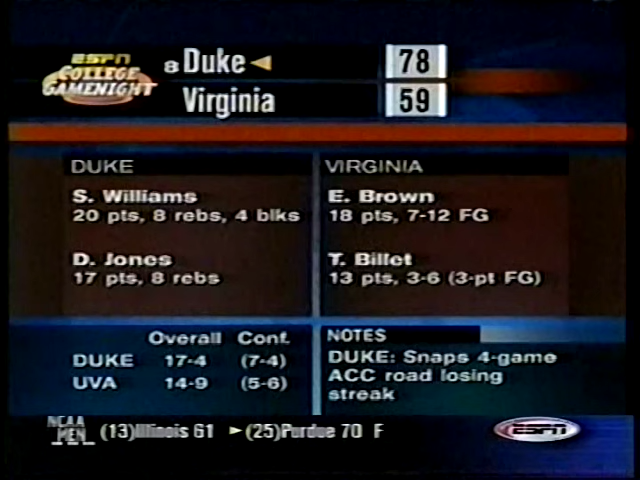 ESPN
COLLEGE
GAMENIGHT
8 Duke ◄ 78
Virginia 59
DUKE
S. Williams
20 pts, 8 rebs, 4 blks
D. Jones
17 pts, 8 rebs
VIRGINIA
E. Brown
18 pts, 7-12 FG
T. Billet
13 pts, 3-6 (3-pt FG)
Overall Conf.
DUKE 17-4 (7-4)
UVA 14-9 (5-6)
NOTES
DUKE: Snaps 4-game
ACC road losing
streak
NCAA
MEN
(13)Illinois 61 ►(25)Purdue 70 F
ESPN